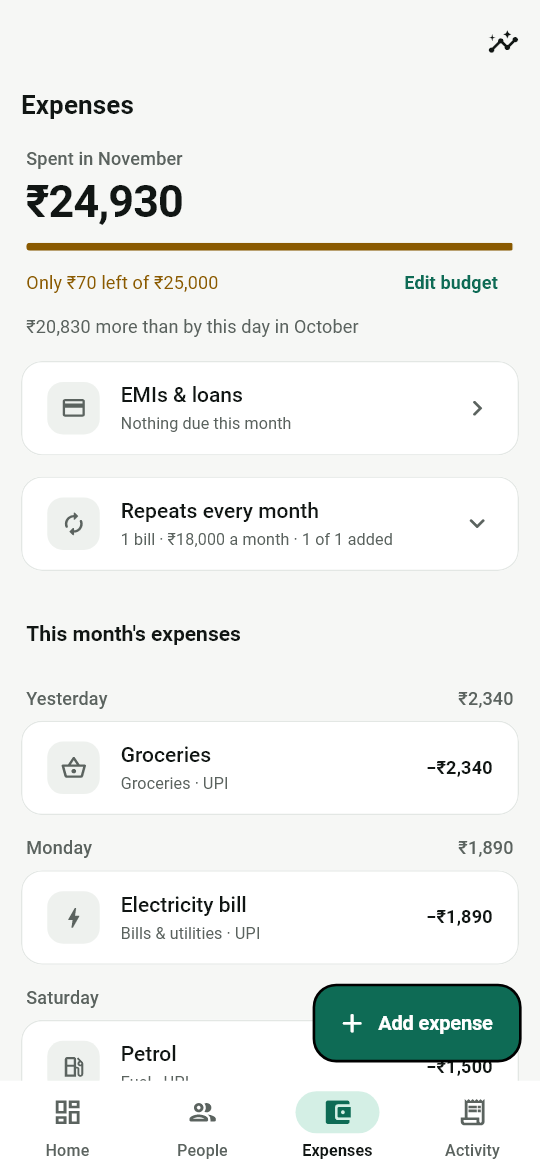 Expenses
Spent in November
₹24,930
Only ₹70 left of ₹25,000
Edit budget
₹20,830 more than by this day in October
EMIs & loans
Nothing due this month
Repeats every month
1 bill · ₹18,000 a month · 1 of 1 added
This month's expenses
Yesterday ₹2,340
Groceries
−₹2,340
Groceries · UPI
Monday ₹1,890
Electricity bill
−₹1,890
Bills & utilities · UPI
Saturday
Add expense
Petrol
−₹1,500
Fuel · UPI
Home People Expenses Activity